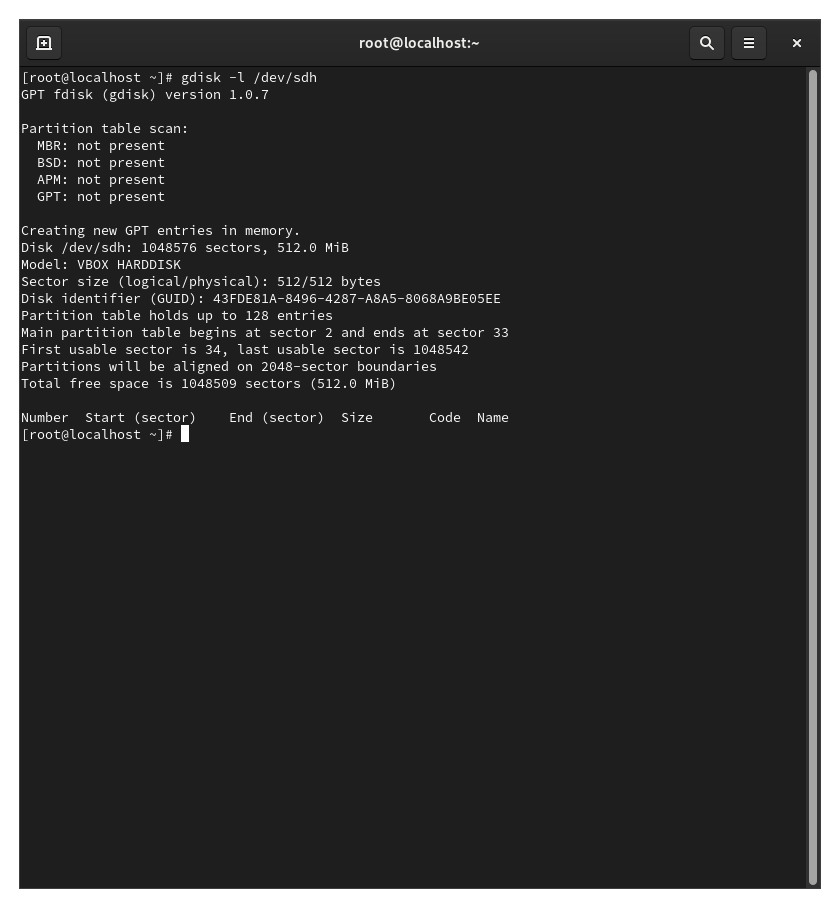 root@localhost:~
[root@localhost ~]# gdisk -l /dev/sdh
GPT fdisk (gdisk) version 1.0.7
Partition table scan:
  MBR: not present
  BSD: not present
  APM: not present
  GPT: not present
Creating new GPT entries in memory.
Disk /dev/sdh: 1048576 sectors, 512.0 MiB
Model: VBOX HARDDISK
Sector size (logical/physical): 512/512 bytes
Disk identifier (GUID): 43FDE81A-8496-4287-A8A5-8068A9BE05EE
Partition table holds up to 128 entries
Main partition table begins at sector 2 and ends at sector 33
First usable sector is 34, last usable sector is 1048542
Partitions will be aligned on 2048-sector boundaries
Total free space is 1048509 sectors (512.0 MiB)
Number  Start (sector)    End (sector)  Size       Code  Name
[root@localhost ~]#